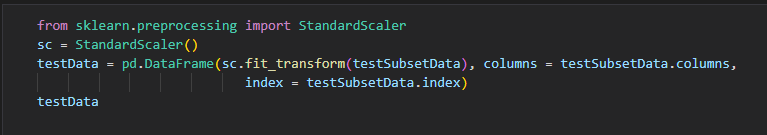 from sklearn.preprocessing import StandardScaler
sc = StandardScaler()
testData = pd.DataFrame(sc.fit_transform(testSubsetData), columns = testSubsetData.columns,
index = testSubsetData.index)
testData